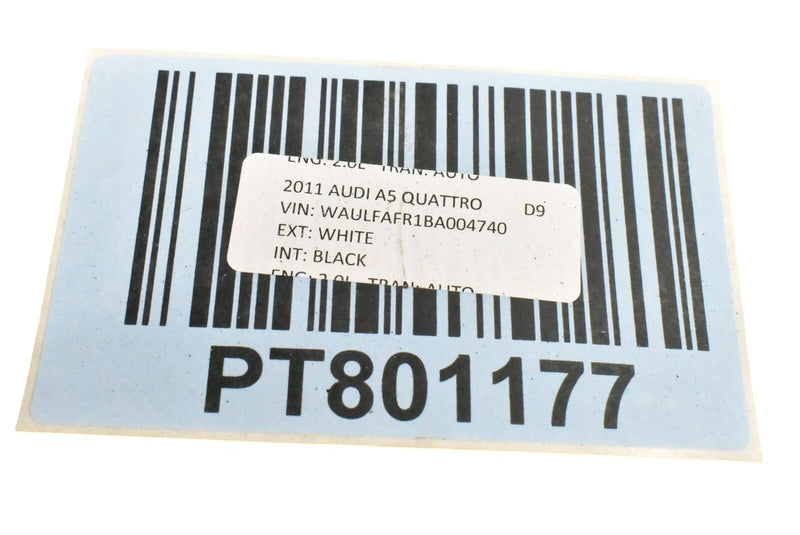 ENG: 2.0L TRAN: AUTO
2011 AUDI A5 QUATTRO D9
VIN: WAULFAFR1BA004740
EXT: WHITE
INT: BLACK
ENG: 2.0L TRAN: AUTO
PT801177